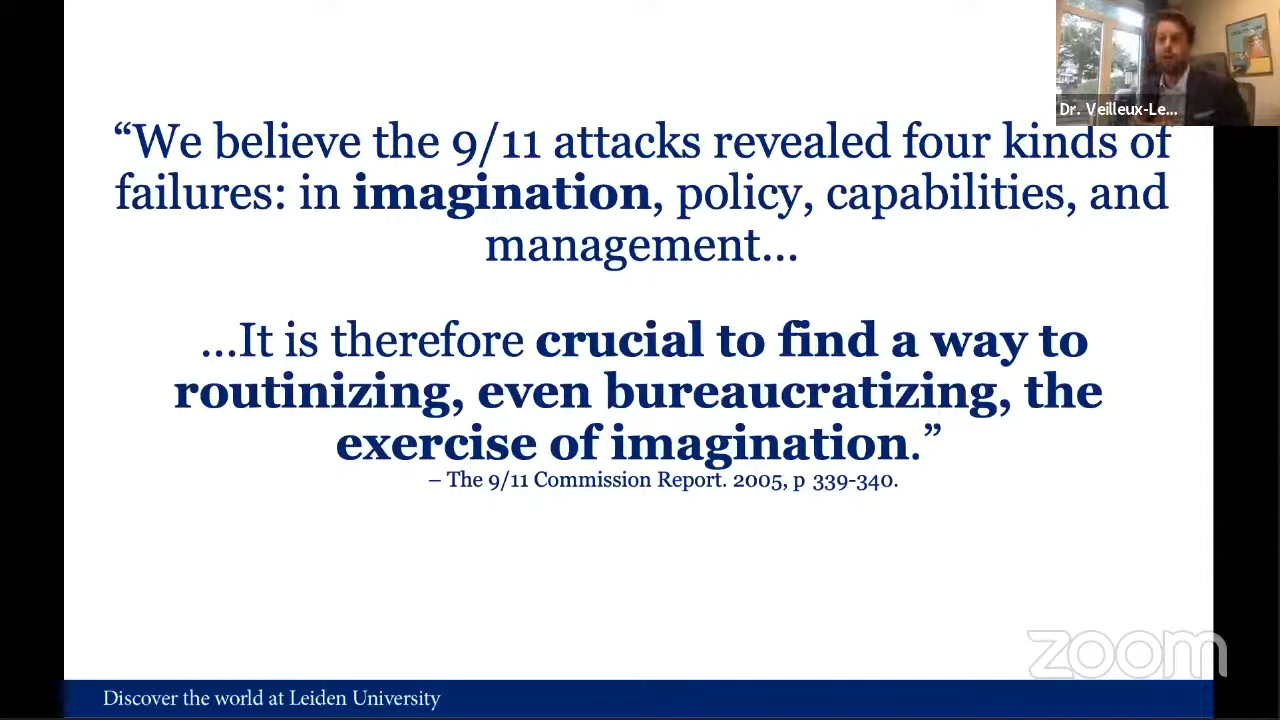 Dr. Veilleux-Le...
“We believe the 9/11 attacks revealed four kinds of
failures: in imagination, policy, capabilities, and
management...
...It is therefore crucial to find a way to
routinizing, even bureaucratizing, the
exercise of imagination.”
– The 9/11 Commission Report. 2005, p 339-340.
zoom
Discover the world at Leiden University